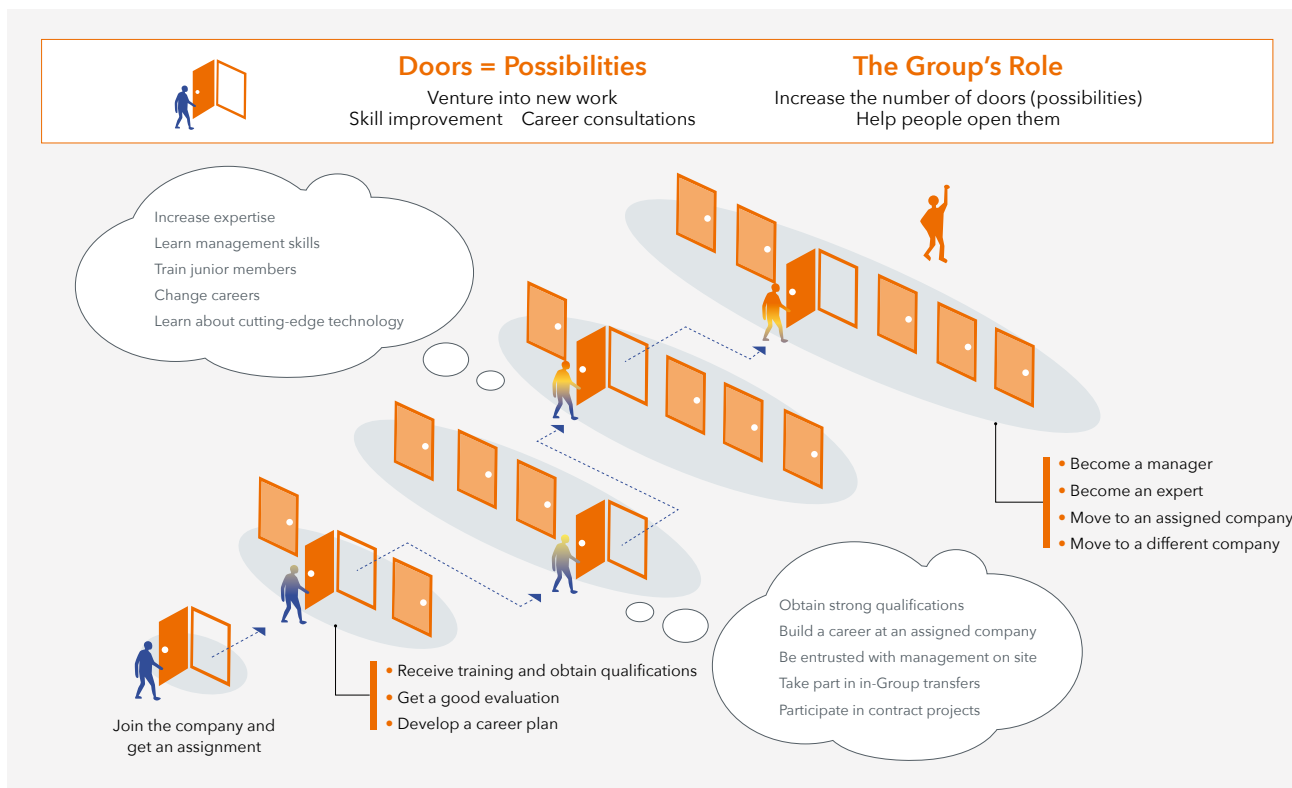 Doors = Possibilities
Venture into new work
Skill improvement Career consultations
The Group’s Role
Increase the number of doors (possibilities)
Help people open them
Increase expertise
Learn management skills
Train junior members
Change careers
Learn about cutting-edge technology
• Become a manager
• Become an expert
• Move to an assigned company
• Move to a different company
Obtain strong qualifications
Build a career at an assigned company
Be entrusted with management on site
Take part in in-Group transfers
Participate in contract projects
• Receive training and obtain qualifications
• Get a good evaluation
• Develop a career plan
Join the company and
get an assignment